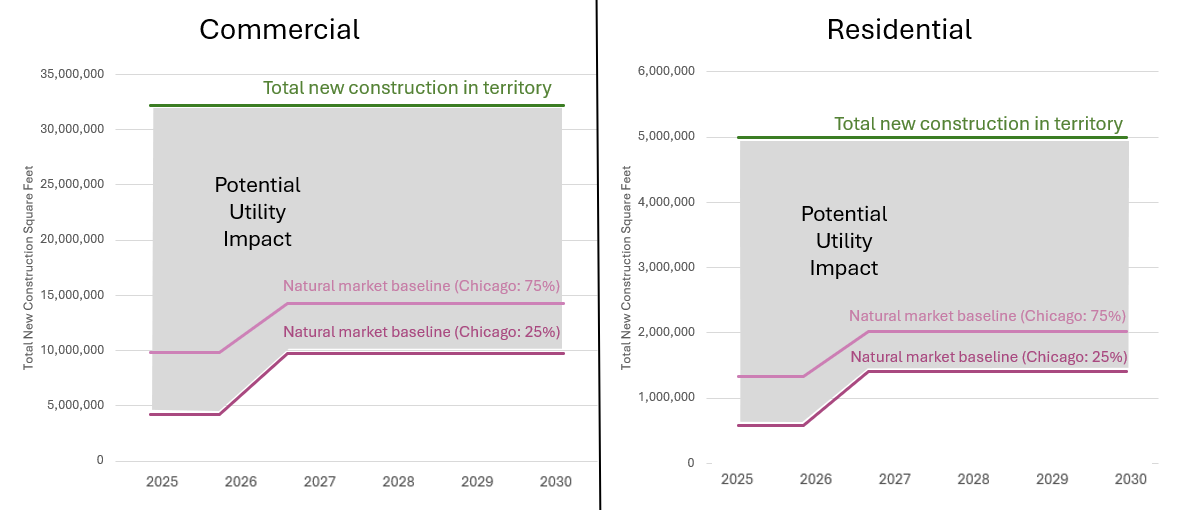 Commercial
35,000,000
30,000,000
25,000,000
20,000,000
15,000,000
10,000,000
5,000,000
0
Total New Construction Square Feet
Total new construction in territory
Potential
Utility
Impact
Natural market baseline (Chicago: 75%)
Natural market baseline (Chicago: 25%)
2025 2026 2027 2028 2029 2030
Residential
6,000,000
5,000,000
4,000,000
3,000,000
2,000,000
1,000,000
0
Total New Construction Square Feet
Total new construction in territory
Potential
Utility
Impact
Natural market baseline (Chicago: 75%)
Natural market baseline (Chicago: 25%)
2025 2026 2027 2028 2029 2030